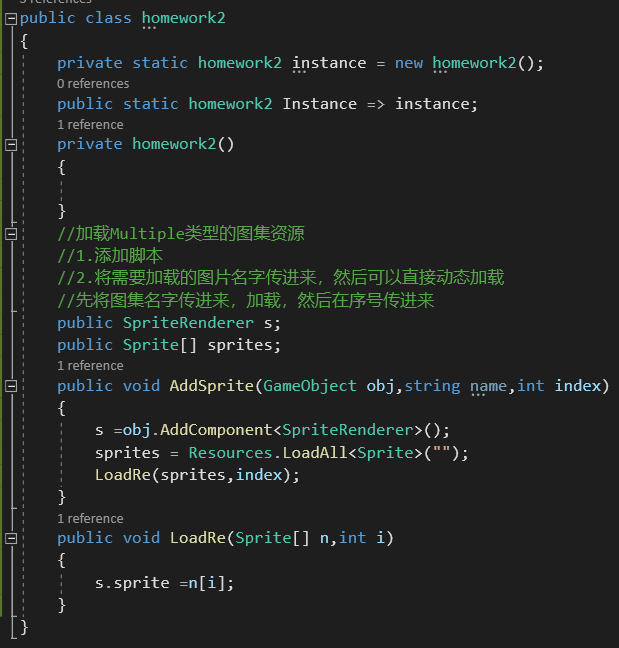 public class homework2
{
private static homework2 instance = new homework2();
0 references
public static homework2 Instance => instance;
1 reference
private homework2()
{
}
//加载Multiple类型的图集资源
//1.添加脚本
//2.将需要加载的图片名字传进来，然后可以直接动态加载
//先将图集名字传进来，加载，然后在序号传进来
public SpriteRenderer s;
public Sprite[] sprites;
1 reference
public void AddSprite(GameObject obj,string name,int index)
{
s =obj.AddComponent<SpriteRenderer>();
sprites = Resources.LoadAll<Sprite>("");
LoadRe(sprites,index);
}
1 reference
public void LoadRe(Sprite[] n,int i)
{
s.sprite =n[i];
}
}